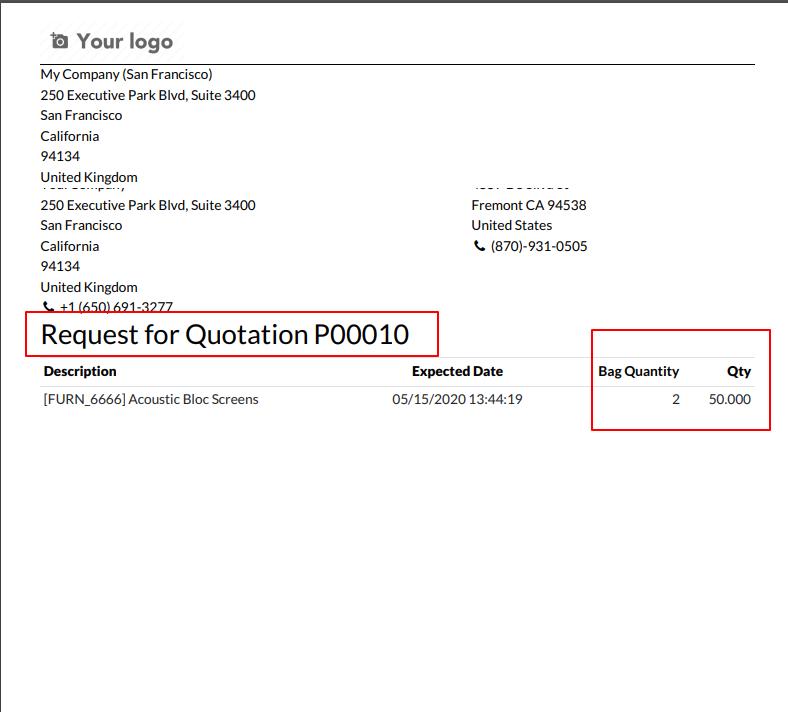 Your logo
My Company (San Francisco)
250 Executive Park Blvd, Suite 3400
San Francisco
California
94134
United Kingdom
250 Executive Park Blvd, Suite 3400
San Francisco
California
94134
United Kingdom
+1 (650) 691-3277
Fremont CA 94538
United States
(870)-931-0505
Request for Quotation P00010
Description Expected Date Bag Quantity Qty
[FURN_6666] Acoustic Bloc Screens 05/15/2020 13:44:19 2 50.000